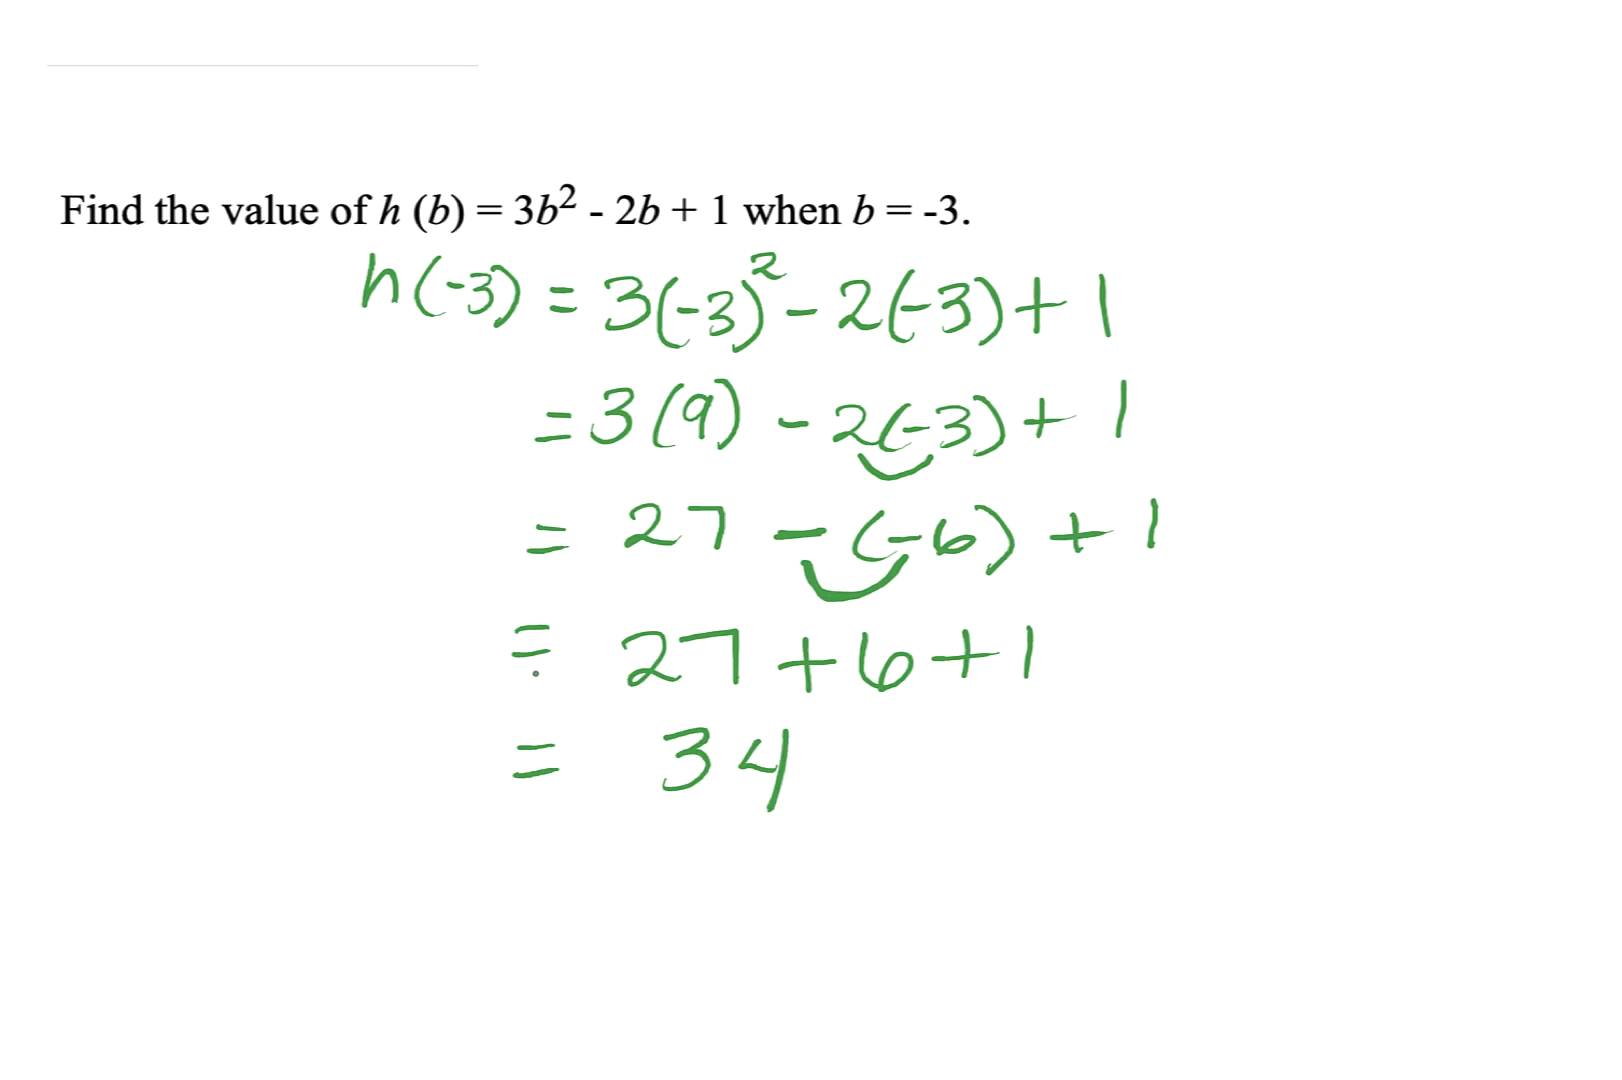 Find the value of h (b) = 3b² - 2b + 1 when b = -3.
h(-3) = 3(-3)² - 2(-3) + 1
= 3(9) - 2(-3) + 1
= 27 - (-6) + 1
= 27 + 6 + 1
= 34